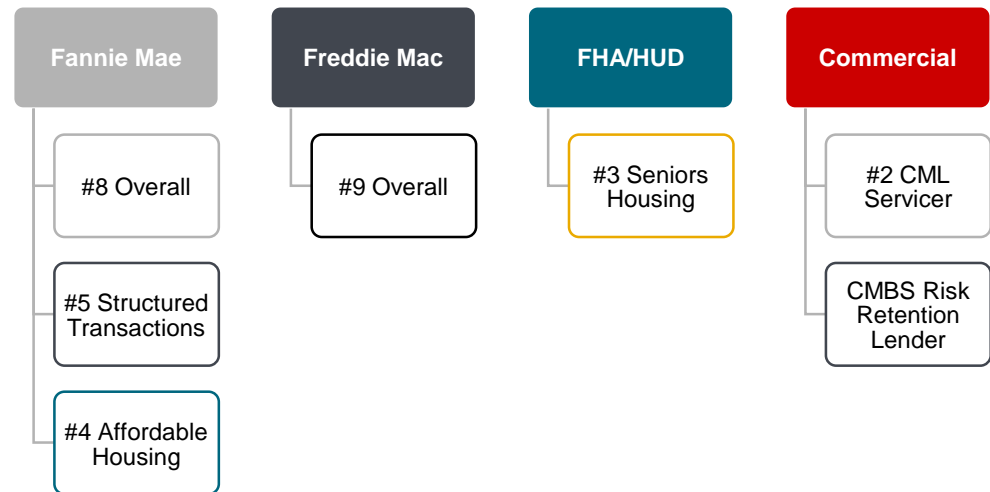 Fannie Mae
#8 Overall
#5 Structured
Transactions
#4 Affordable
Housing
Freddie Mac
#9 Overall
FHA/HUD
#3 Seniors
Housing
Commercial
#2 CML
Servicer
CMBS Risk
Retention
Lender